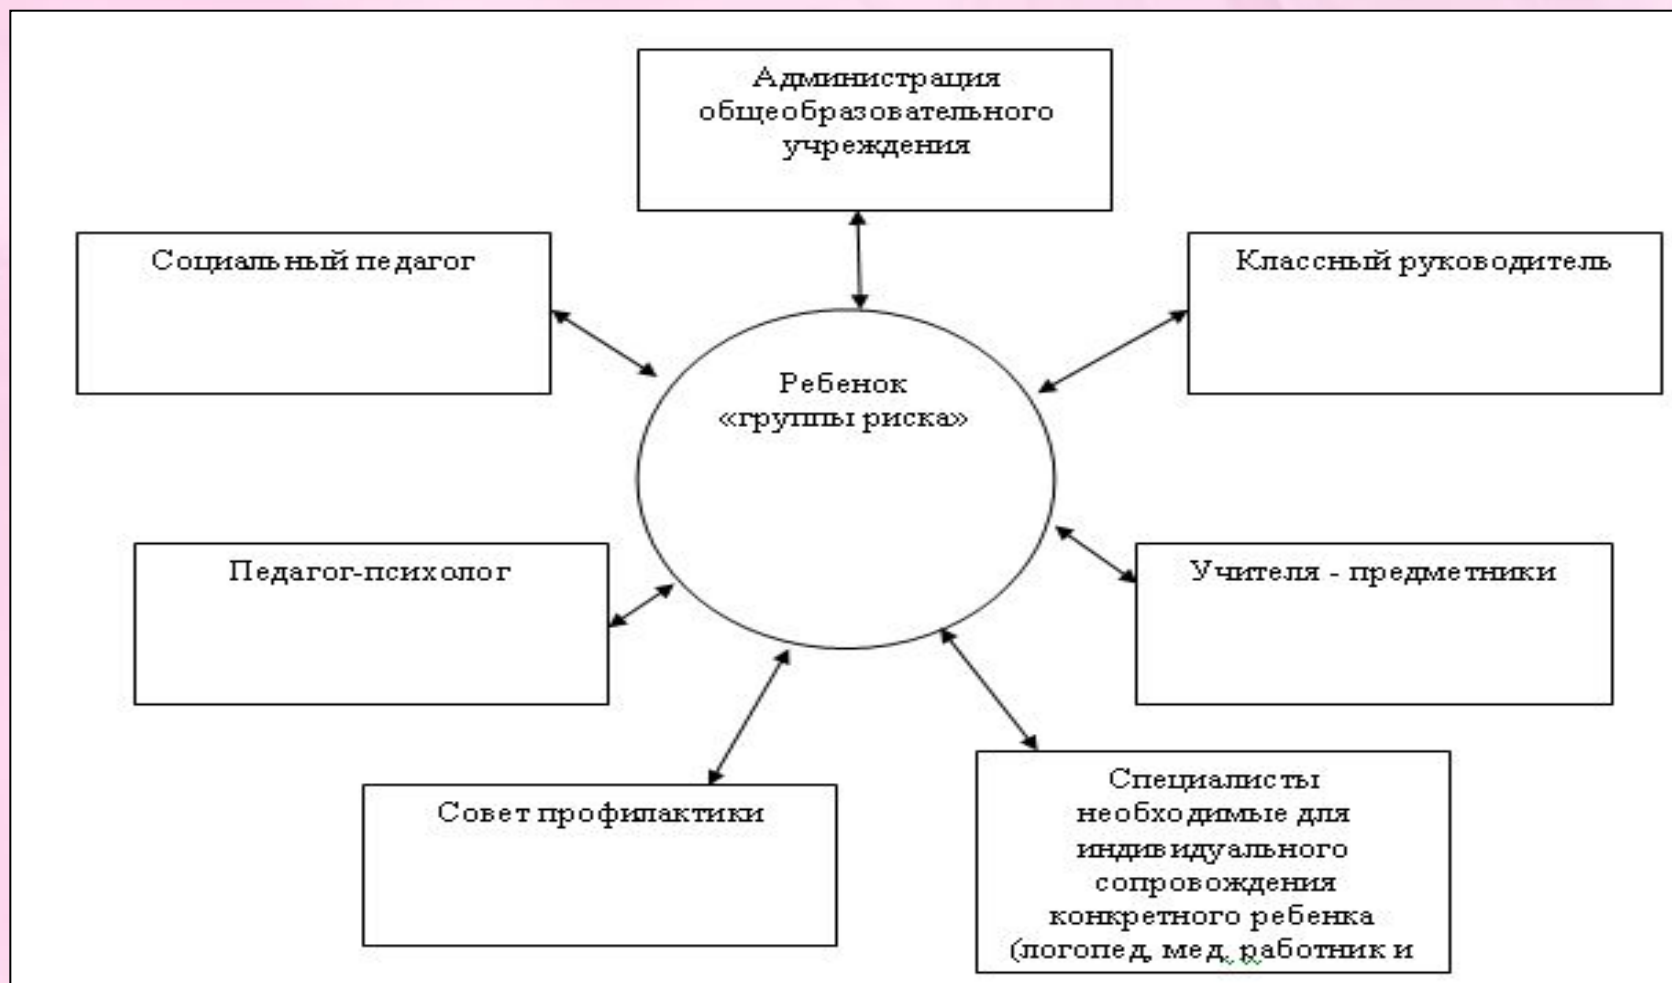 Администрация
общеобразовательного
учреждения
Социальный педагог
Классный руководитель
Ребенок
«группы риска»
Педагог-психолог
Учителя - предметники
Совет профилактики
Специалисты
необходимые для
индивидуального
сопровождения
конкретного ребенка
(логопед, мед. работник и